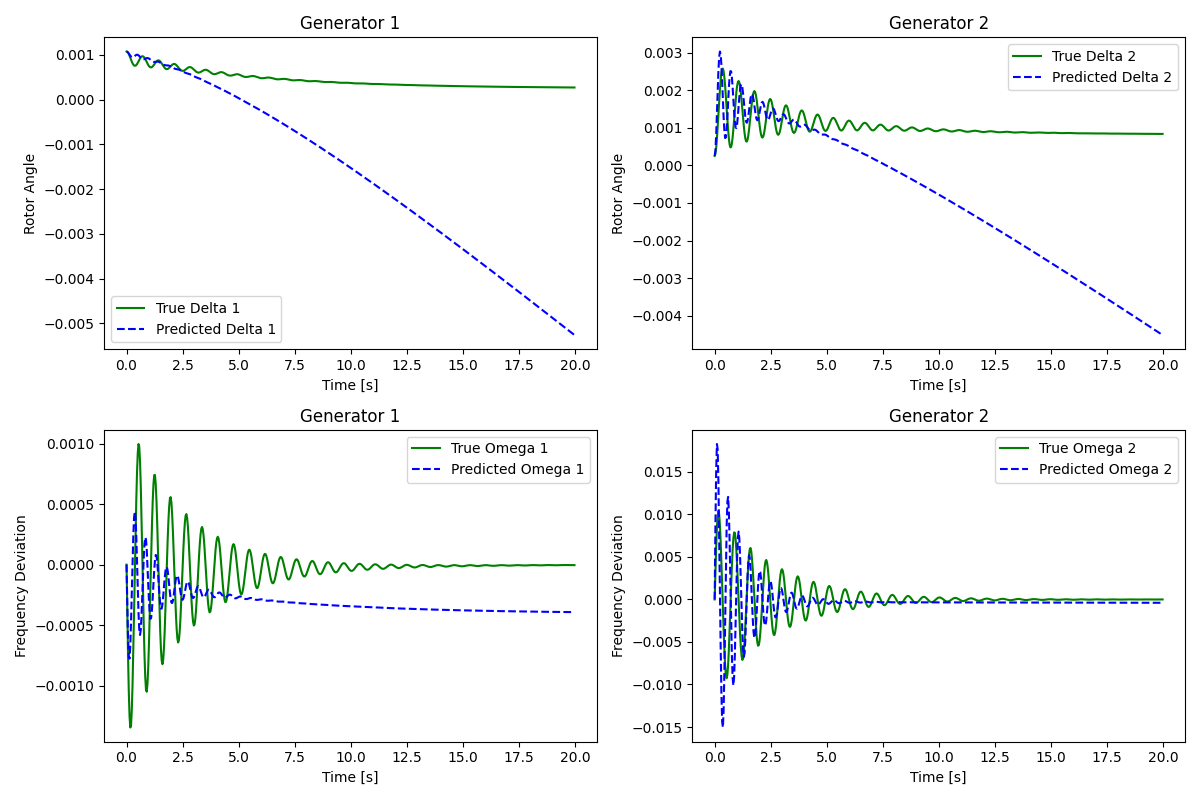 Generator 1
0.001
0.000
−0.001
−0.002
−0.003
−0.004
−0.005
Rotor Angle
True Delta 1
Predicted Delta 1
0.0 2.5 5.0 7.5 10.0 12.5 15.0 17.5 20.0
Time [s]
Generator 2
0.003
0.002
0.001
0.000
−0.001
−0.002
−0.003
−0.004
Rotor Angle
True Delta 2
Predicted Delta 2
0.0 2.5 5.0 7.5 10.0 12.5 15.0 17.5 20.0
Time [s]
Generator 1
0.0010
0.0005
0.0000
−0.0005
−0.0010
Frequency Deviation
True Omega 1
Predicted Omega 1
0.0 2.5 5.0 7.5 10.0 12.5 15.0 17.5 20.0
Time [s]
Generator 2
0.015
0.010
0.005
0.000
−0.005
−0.010
−0.015
Frequency Deviation
True Omega 2
Predicted Omega 2
0.0 2.5 5.0 7.5 10.0 12.5 15.0 17.5 20.0
Time [s]